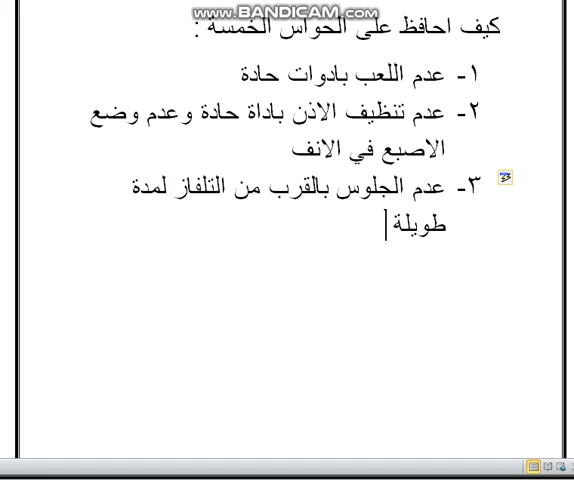 www.BANDICAM.com
كيف احافظ على الحواس الخمسة :
١- عدم اللعب بادوات حادة
٢- عدم تنظيف الاذن باداة حادة وعدم وضع
الاصبع في الانف
٣- عدم الجلوس بالقرب من التلفاز لمدة
طويلة